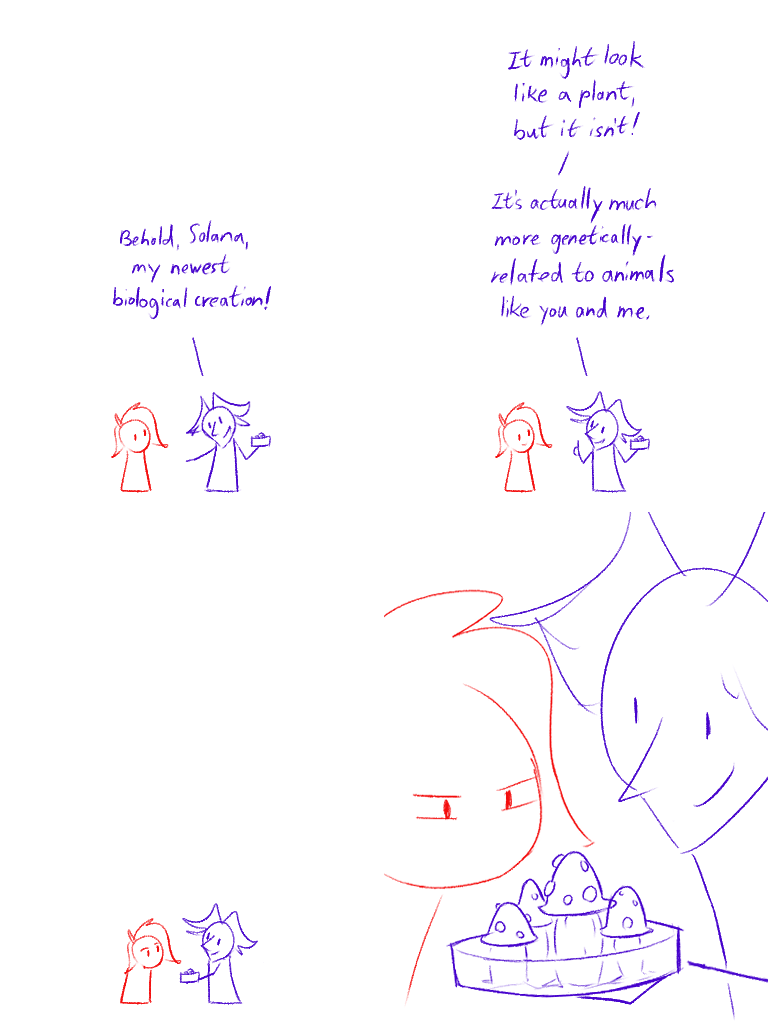 Behold, Solana,
my newest
biological creation!
It might look
like a plant,
but it isn't!
It's actually much
more genetically-
related to animals
like you and me.